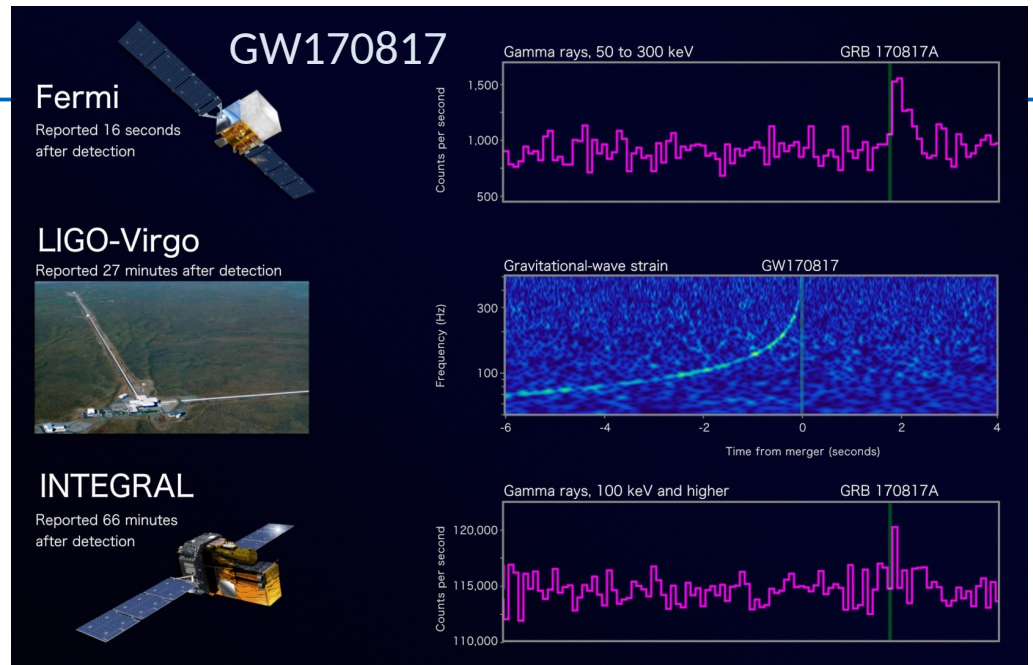 GW170817
Fermi
Reported 16 seconds
after detection
Gamma rays, 50 to 300 keV
GRB 170817A
Counts per second
1,500
1,000
500
LIGO-Virgo
Reported 27 minutes after detection
Gravitational-wave strain
GW170817
Frequency (Hz)
300
100
-6
-4
-2
0
2
4
Time from merger (seconds)
INTEGRAL
Reported 66 minutes
after detection
Gamma rays, 100 keV and higher
GRB 170817A
Counts per second
120,000
115,000
110,000